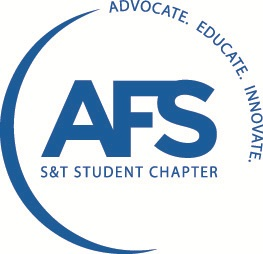 ADVOCATE. EDUCATE. INNOVATE.
AFS
S&T STUDENT CHAPTER